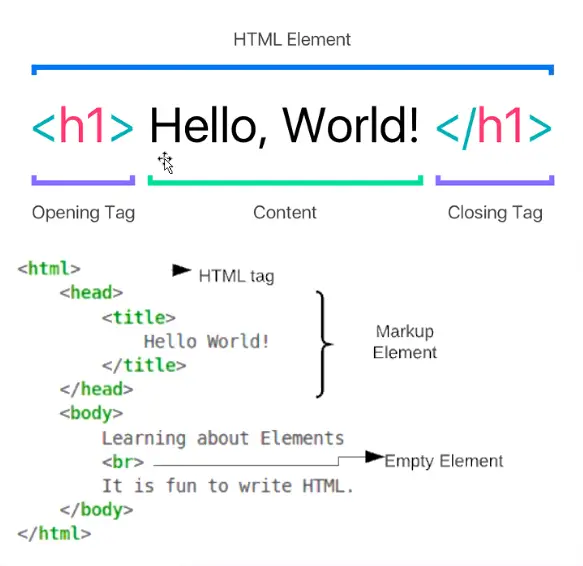 HTML Element
<h1> Hello, World! </h1>
Opening Tag Content Closing Tag
<html> HTML tag
<head>
<title>
Hello World!
</title>
</head>
Markup
Element
<body>
Learning about Elements
<br> Empty Element
It is fun to write HTML.
</body>
</html>